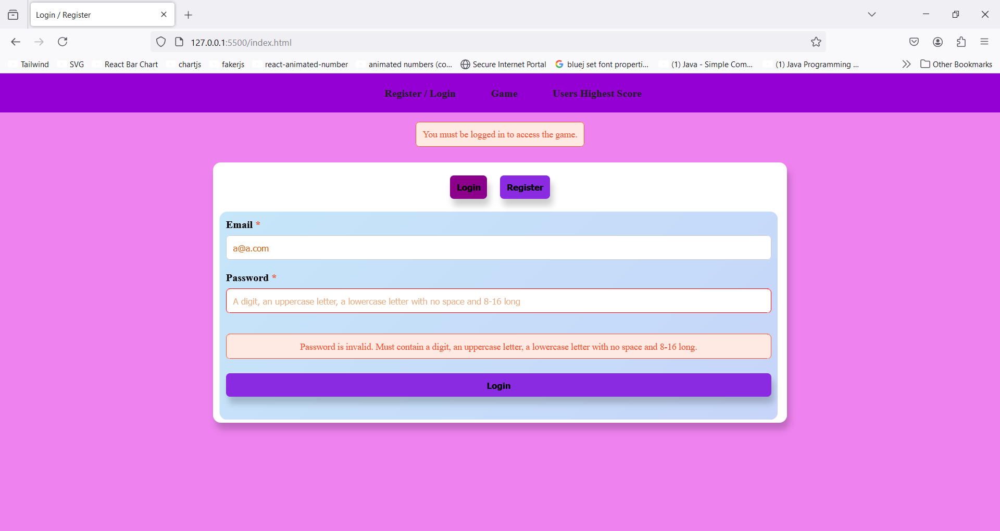 Login / Register
127.0.0.1:5500/index.html
Tailwind SVG React Bar Chart chartjs fakerjs react-animated-number animated numbers (co... Secure Internet Portal bluej set font properti... (1) Java - Simple Com... (1) Java Programming ... Other Bookmarks
Register / Login Game Users Highest Score
You must be logged in to access the game.
Login Register
Email *
a@a.com
Password *
A digit, an uppercase letter, a lowercase letter with no space and 8-16 long
Password is invalid. Must contain a digit, an uppercase letter, a lowercase letter with no space and 8-16 long.
Login